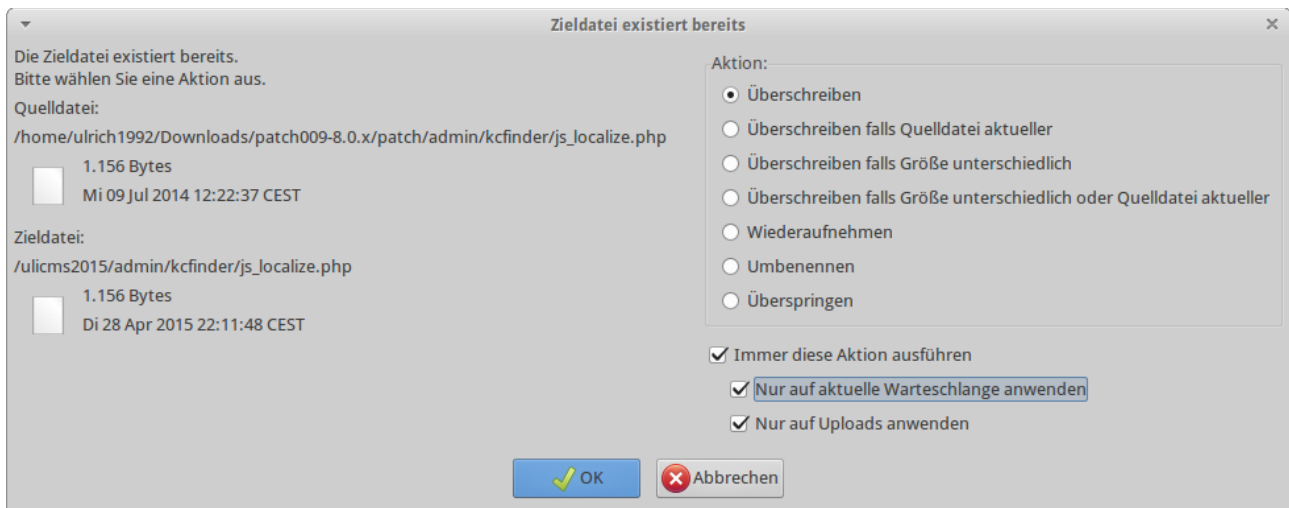 Zieldatei existiert bereits
Die Zieldatei existiert bereits.
Bitte wählen Sie eine Aktion aus.
Quelldatei:
/home/ulrich1992/Downloads/patch009-8.0.x/patch/admin/kcfinder/js_localize.php
1.156 Bytes
Mi 09 Jul 2014 12:22:37 CEST
Zieldatei:
/ulicms2015/admin/kcfinder/js_localize.php
1.156 Bytes
Di 28 Apr 2015 22:11:48 CEST
Aktion:
Überschreiben
Überschreiben falls Quelldatei aktueller
Überschreiben falls Größe unterschiedlich
Überschreiben falls Größe unterschiedlich oder Quelldatei aktueller
Wiederaufnehmen
Umbenennen
Überspringen
Immer diese Aktion ausführen
Nur auf aktuelle Warteschlange anwenden
Nur auf Uploads anwenden
OK
Abbrechen